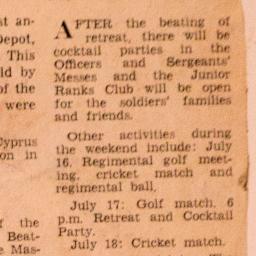 st an-
Depot,
This
ld by
of the
were
Cyprus
on in
f the
Beat-
Mas-
AFTER the beating of
retreat, there will be
cocktail parties in the
Officers and Sergeants'
Messes and the Junior
Ranks Club will be open
for the soldiers' families
and friends.
Other activities during
the weekend include: July
16, Regimental golf meet-
ing, cricket match and
regimental ball.
July 17: Golf match. 6
p.m. Retreat and Cocktail
Party.
July 18: Cricket match.